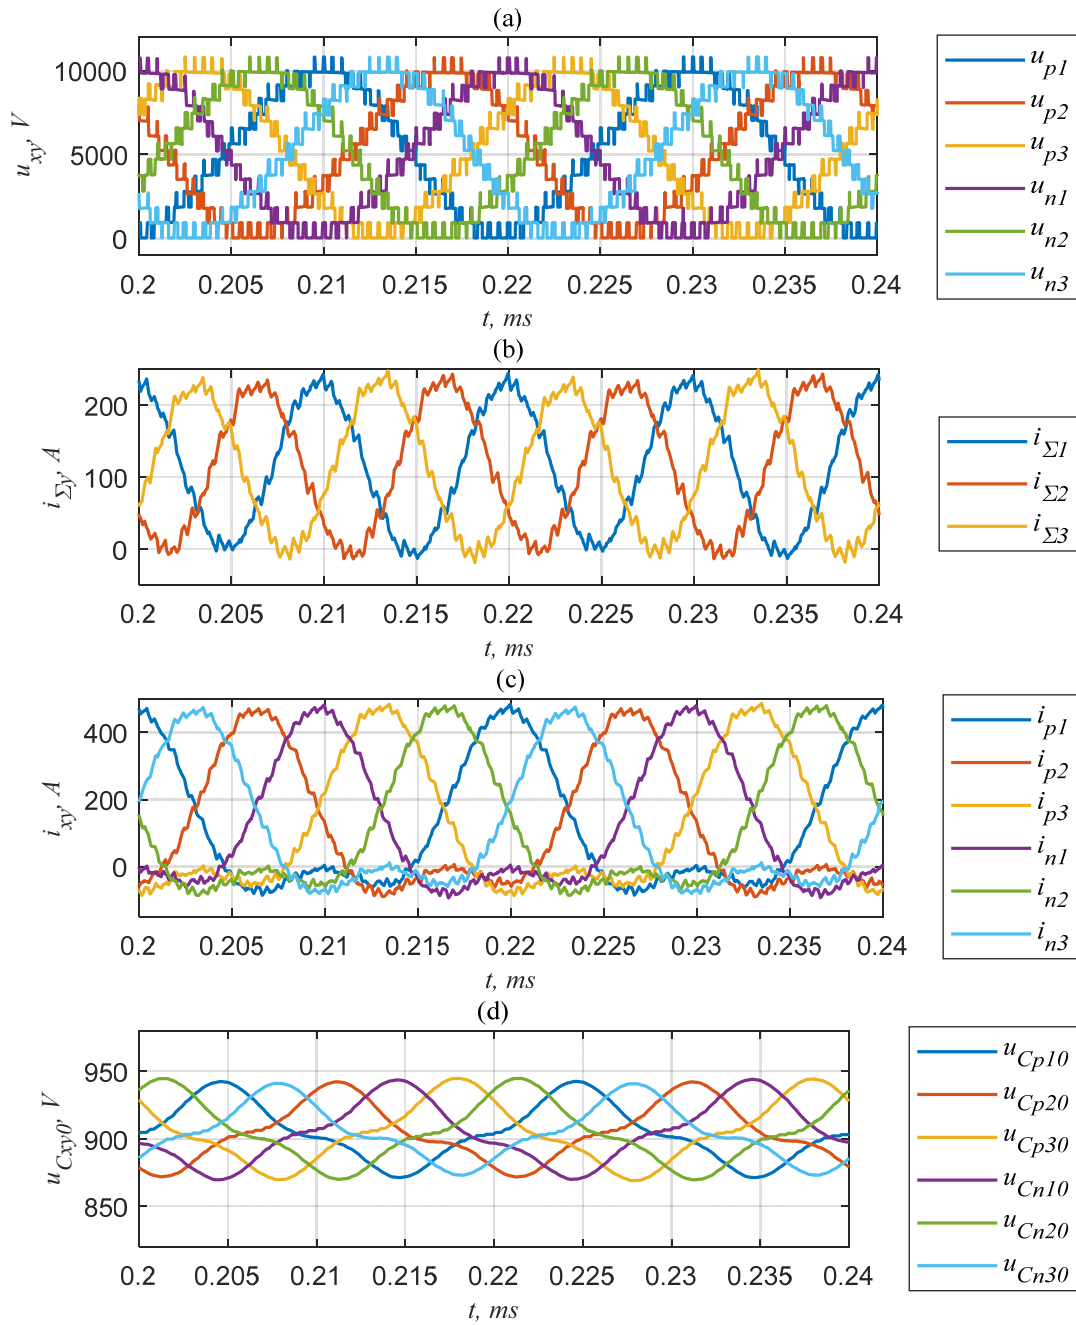 (a)
10000
5000
0
u_xy, V
0.2 0.205 0.21 0.215 0.22 0.225 0.23 0.235 0.24
t, ms
u_p1
u_p2
u_p3
u_n1
u_n2
u_n3
(b)
200
100
0
i_Σy, A
0.2 0.205 0.21 0.215 0.22 0.225 0.23 0.235 0.24
t, ms
i_Σ1
i_Σ2
i_Σ3
(c)
400
200
0
i_xy, A
0.2 0.205 0.21 0.215 0.22 0.225 0.23 0.235 0.24
t, ms
i_p1
i_p2
i_p3
i_n1
i_n2
i_n3
(d)
950
900
850
u_Cxy0, V
0.2 0.205 0.21 0.215 0.22 0.225 0.23 0.235 0.24
t, ms
u_Cp10
u_Cp20
u_Cp30
u_Cn10
u_Cn20
u_Cn30